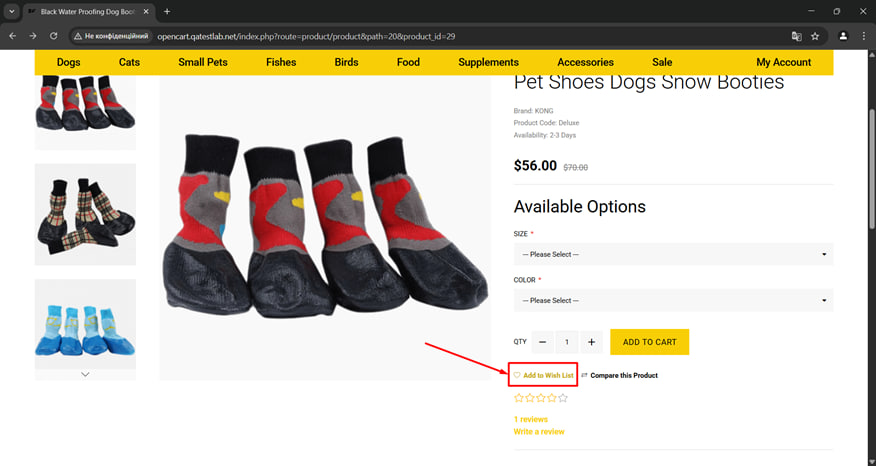 Black Water Proofing Dog Boot
Не конфіденційний
opencart.qatestlab.net/index.php?route=product/product&path=20&product_id=29
Dogs Cats Small Pets Fishes Birds Food Supplements Accessories Sale My Account
Pet Shoes Dogs Snow Booties
Brand: KONG
Product Code: Deluxe
Availability: 2-3 Days
$56.00 $70.00
Available Options
SIZE *
--- Please Select ---
COLOR *
--- Please Select ---
QTY 1 ADD TO CART
Add to Wish List Compare this Product
1 reviews
Write a review